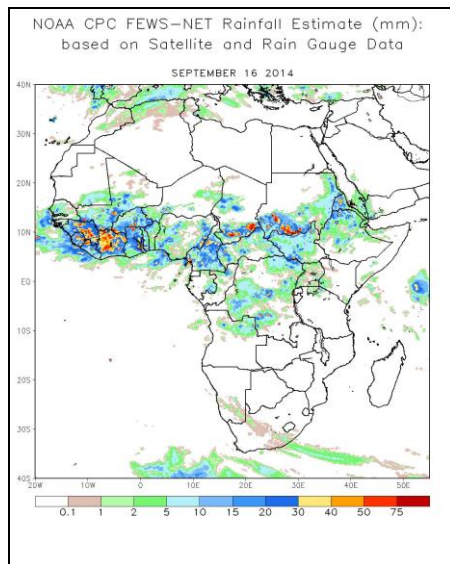 NOAA CPC FEWS-NET Rainfall Estimate (mm):
based on Satellite and Rain Gauge Data
SEPTEMBER 16 2014
40N
30N
20N
10N
EQ
10S
20S
30S
40S
20W 10W 0 10E 20E 30E 40E 50E
0.1 1 2 5 10 15 20 30 40 50 75